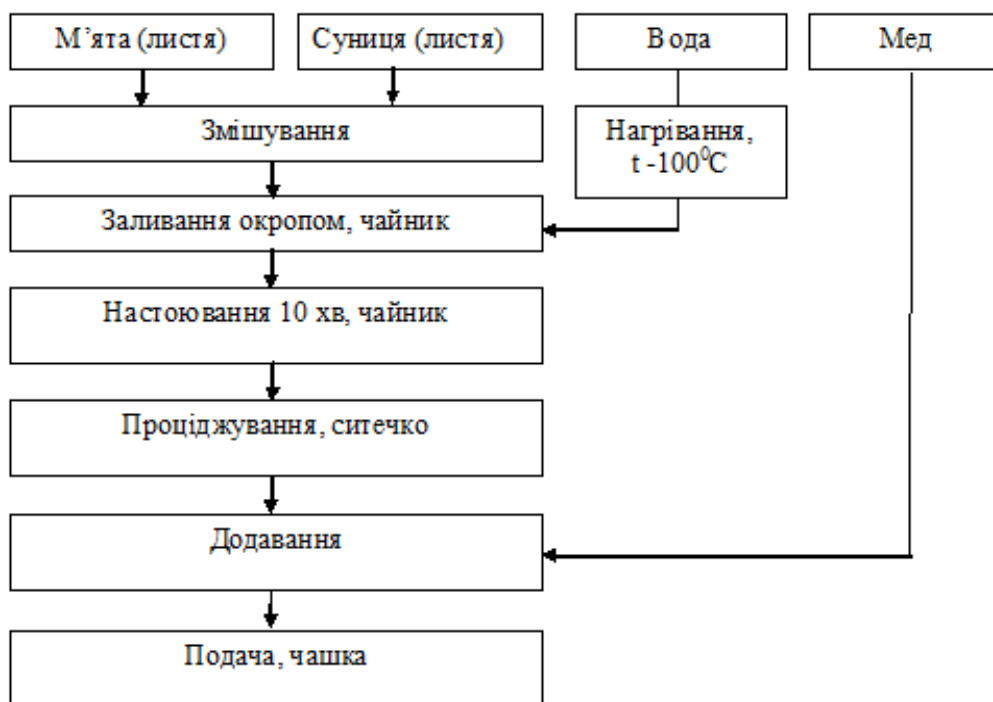 М’ята (листя)
Суниця (листя)
Вода
Мед
Змішування
Нагрівання,
t -100⁰С
Заливання окропом, чайник
Настоювання 10 хв, чайник
Проціджування, ситечко
Додавання
Подача, чашка